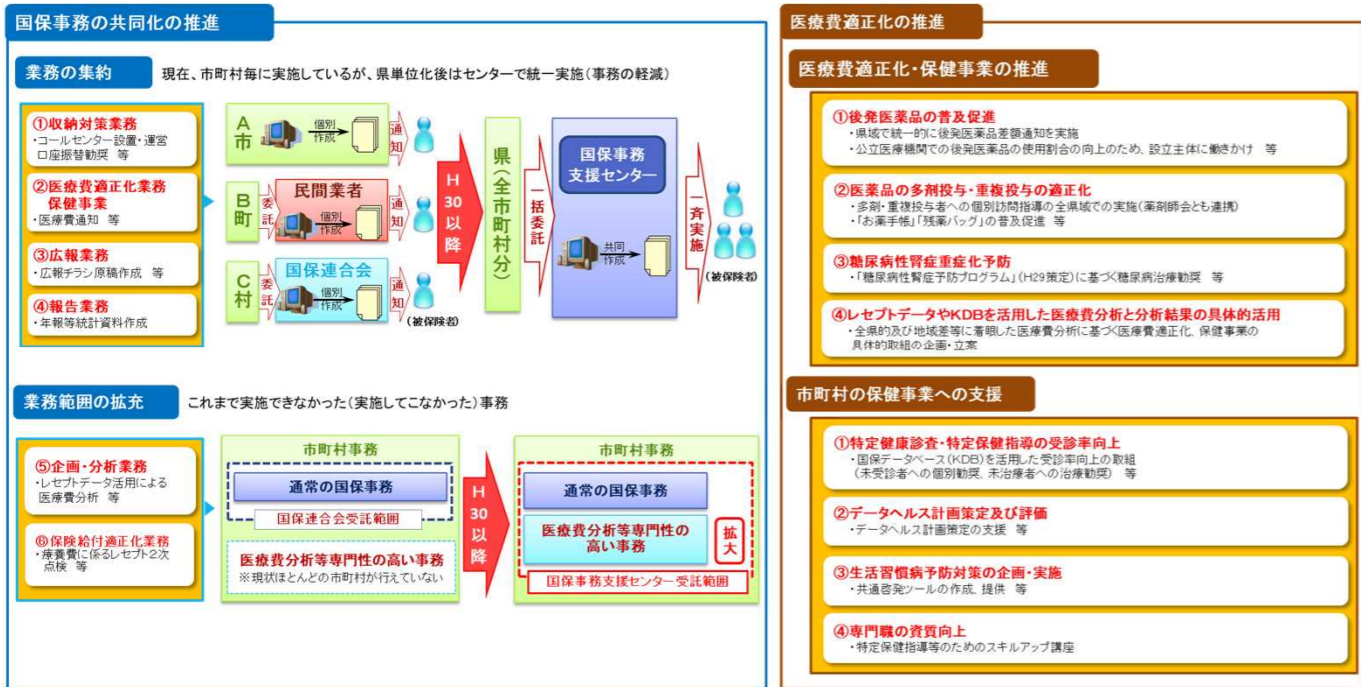 国保事務の共同化の推進
業務の集約
現在、市町村毎に実施しているが、県単位化後はセンターで統一実施(事務の軽減)
①収納対策業務
・コールセンター設置・運営
口座振替勧奨 等
②医療費適正化業務
保健事業
・医療費通知 等
③広報業務
・広報チラシ原稿作成 等
④報告業務
・年報等統計資料作成
A市
個別
作成
通知
B町
委託
民間業者
個別
作成
通知
C村
委託
国保連合会
個別
作成
通知
(被保険者)
H30以降
県(全市町村分)
一括委託
国保事務
支援センター
共同
作成
一斉実施
(被保険者)
業務範囲の拡充
これまで実施できなかった(実施してこなかった)事務
⑤企画・分析業務
・レセプトデータ活用による
医療費分析 等
⑥保険給付適正化業務
・療養費に係るレセプト2次
点検 等
市町村事務
通常の国保事務
国保連合会受託範囲
医療費分析等専門性の高い事務
※現状ほとんどの市町村が行えていない
H30以降
市町村事務
通常の国保事務
医療費分析等専門性の
高い事務
拡大
国保事務支援センター受託範囲
医療費適正化の推進
医療費適正化・保健事業の推進
①後発医薬品の普及促進
・県域で統一的に後発医薬品差額通知を実施
・公立医療機関での後発医薬品の使用割合の向上のため、設立主体に働きかけ 等
②医薬品の多剤投与・重複投与の適正化
・多剤・重複投与者への個別訪問指導の全県域での実施(薬剤師会とも連携)
・「お薬手帳」「残薬バッグ」の普及促進 等
③糖尿病性腎症重症化予防
・「糖尿病性腎症予防プログラム」(H29策定)に基づく糖尿病治療勧奨 等
④レセプトデータやKDBを活用した医療費分析と分析結果の具体的活用
・全県的及び地域差等に着眼した医療費分析に基づく医療費適正化、保健事業の
具体的取組の企画・立案
市町村の保健事業への支援
①特定健康診査・特定保健指導の受診率向上
・国保データベース(KDB)を活用した受診率向上の取組
(未受診者への個別勧奨、未治療者への治療勧奨) 等
②データヘルス計画策定及び評価
・データヘルス計画策定の支援 等
③生活習慣病予防対策の企画・実施
・共通啓発ツールの作成、提供 等
④専門職の資質向上
・特定保健指導等のためのスキルアップ講座